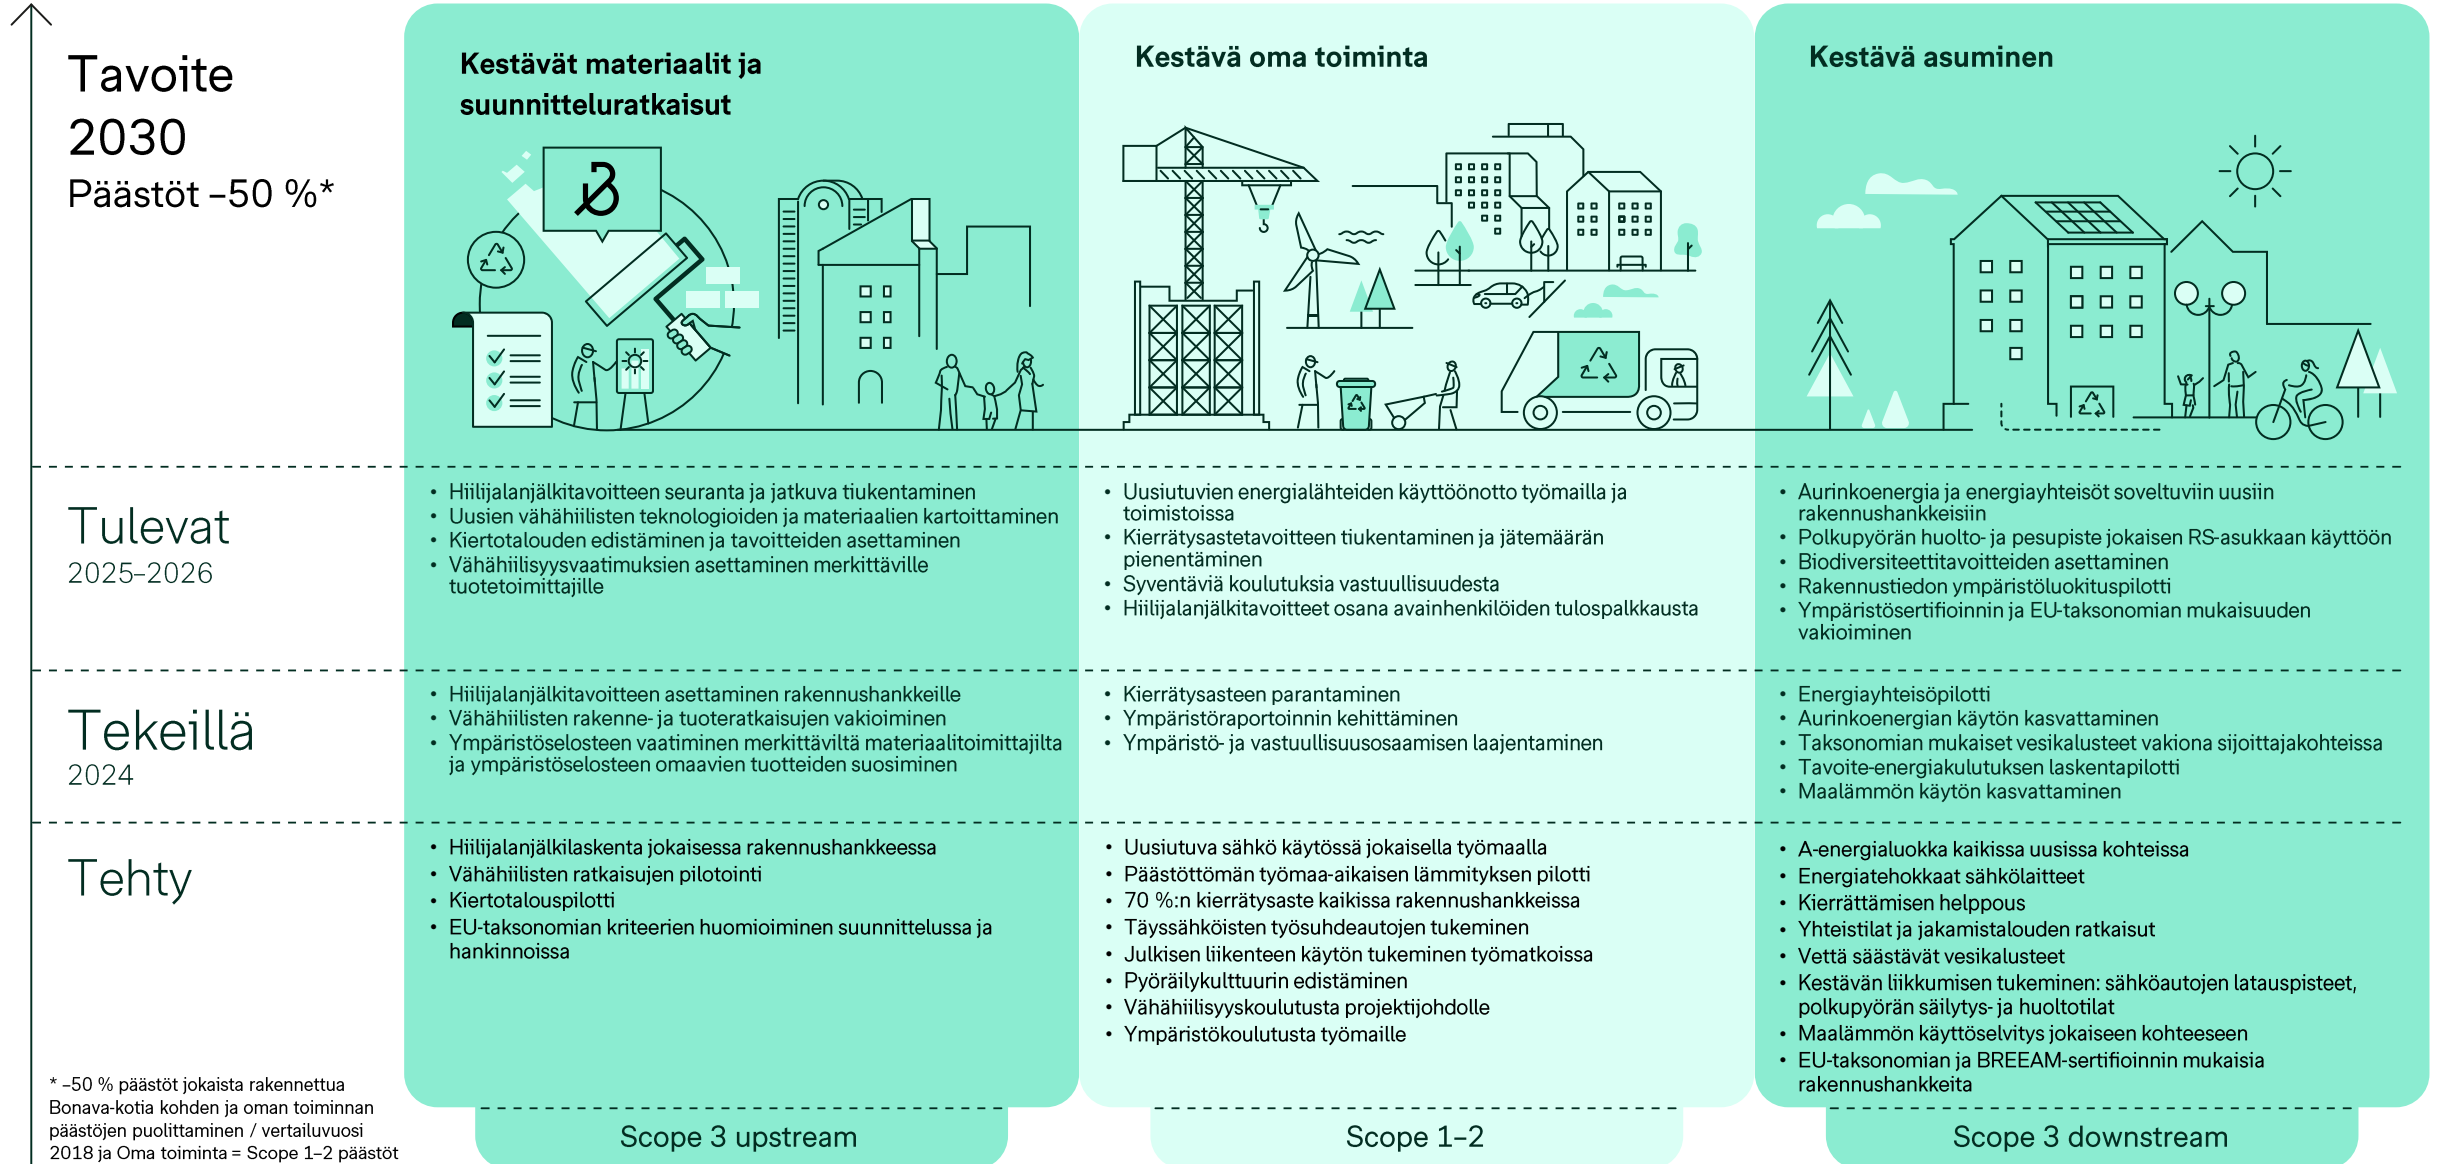 Tavoite
2030
Päästöt –50 %*
Kestävät materiaalit ja
suunnitteluratkaisut
Kestävä oma toiminta
Kestävä asuminen
Tulevat
2025–2026
• Hiilijalanjälkitavoitteen seuranta ja jatkuva tiukentaminen
• Uusien vähähiilisten teknologioiden ja materiaalien kartoittaminen
• Kiertotalouden edistäminen ja tavoitteiden asettaminen
• Vähähiilisyysvaatimuksien asettaminen merkittäville
tuotetoimittajille
• Uusiutuvien energialähteiden käyttöönotto työmailla ja
toimistoissa
• Kierrätysastetavoitteen tiukentaminen ja jätemäärän
pienentäminen
• Syventäviä koulutuksia vastuullisuudesta
• Hiilijalanjälkitavoitteet osana avainhenkilöiden tulospalkkausta
• Aurinkoenergia ja energiayhteisöt soveltuviin uusiin
rakennushankkeisiin
• Polkupyörän huolto- ja pesupiste jokaisen RS-asukkaan käyttöön
• Biodiversiteettitavoitteiden asettaminen
• Rakennustiedon ympäristöluokituspilotti
• Ympäristösertifioinnin ja EU-taksonomian mukaisuuden
vakioiminen
Tekeillä
2024
• Hiilijalanjälkitavoitteen asettaminen rakennushankkeille
• Vähähiilisten rakenne- ja tuoteratkaisujen vakioiminen
• Ympäristöselosteen vaatiminen merkittäviltä materiaalitoimittajilta
ja ympäristöselosteen omaavien tuotteiden suosiminen
• Kierrätysasteen parantaminen
• Ympäristöraportoinnin kehittäminen
• Ympäristö- ja vastuullisuusosaamisen laajentaminen
• Energiayhteisöpilotti
• Aurinkoenergian käytön kasvattaminen
• Taksonomian mukaiset vesikalusteet vakiona sijoittajakohteissa
• Tavoite-energiakulutuksen laskentapilotti
• Maalämmön käytön kasvattaminen
Tehty
• Hiilijalanjälkilaskenta jokaisessa rakennushankkeessa
• Vähähiilisten ratkaisujen pilotointi
• Kiertotalouspilotti
• EU-taksonomian kriteerien huomioiminen suunnittelussa ja
hankinnoissa
• Uusiutuva sähkö käytössä jokaisella työmaalla
• Päästöttömän työmaa-aikaisen lämmityksen pilotti
• 70 %:n kierrätysaste kaikissa rakennushankkeissa
• Täyssähköisten työsuhdeautojen tukeminen
• Julkisen liikenteen käytön tukeminen työmatkoissa
• Pyöräilykulttuurin edistäminen
• Vähähiilisyyskoulutusta projektijohdolle
• Ympäristökoulutusta työmaille
• A-energialuokka kaikissa uusissa kohteissa
• Energiatehokkaat sähkölaitteet
• Kierrättämisen helppous
• Yhteistilat ja jakamistalouden ratkaisut
• Vettä säästävät vesikalusteet
• Kestävän liikkumisen tukeminen: sähköautojen latauspisteet,
polkupyörän säilytys- ja huoltotilat
• Maalämmön käyttöselvitys jokaiseen kohteeseen
• EU-taksonomian ja BREEAM-sertifioinnin mukaisia
rakennushankkeita
* –50 % päästöt jokaista rakennettua
Bonava-kotia kohden ja oman toiminnan
päästöjen puolittaminen / vertailuvuosi
2018 ja Oma toiminta = Scope 1–2 päästöt
Scope 3 upstream
Scope 1–2
Scope 3 downstream